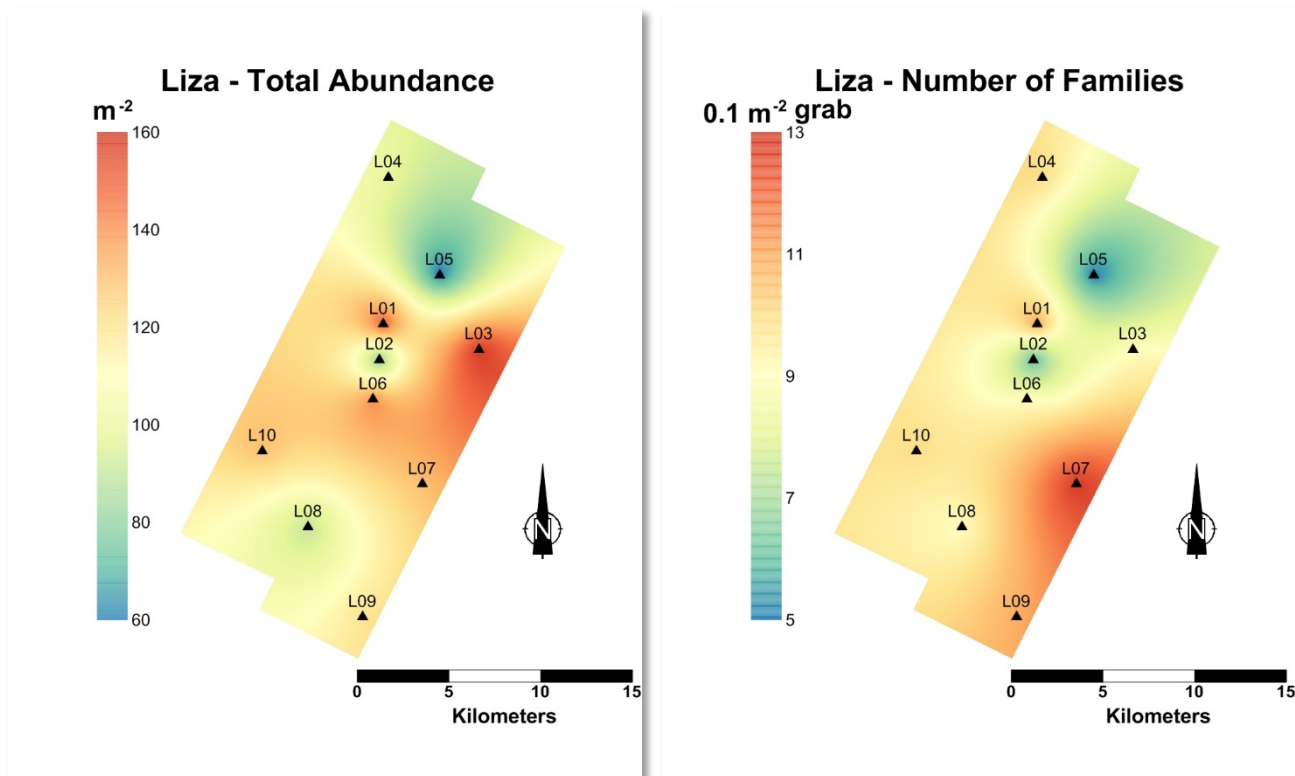 Liza - Total Abundance
m-2
160
140
120
100
80
60
L04
L05
L01
L03
L02
L06
L10
L07
L08
L09
N
0 5 10 15
Kilometers
Liza - Number of Families
0.1 m-2 grab
13
11
9
7
5
L04
L05
L01
L03
L02
L06
L10
L07
L08
L09
N
0 5 10 15
Kilometers